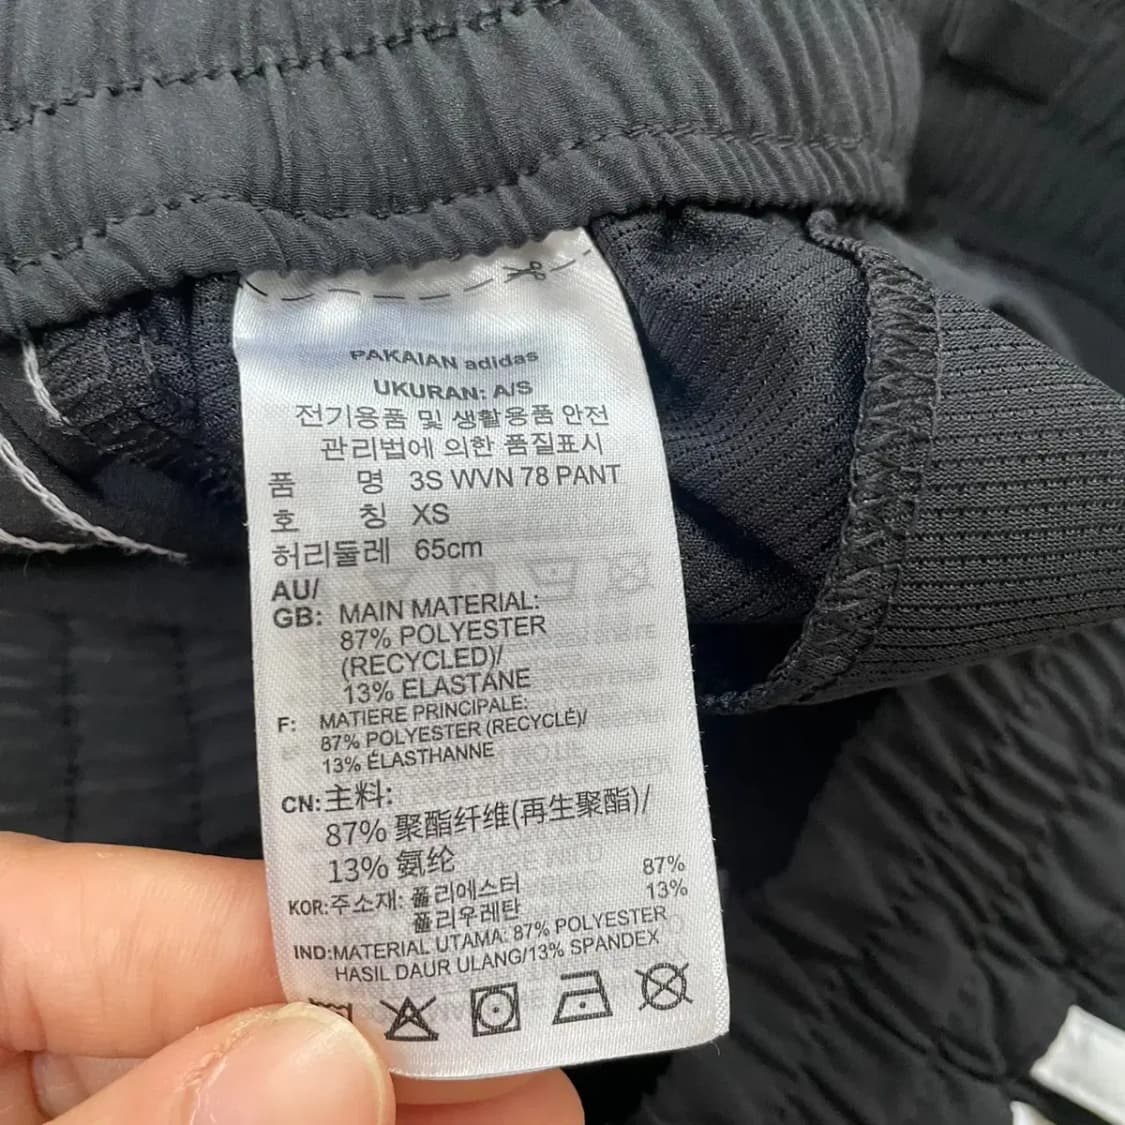 PAKAIAN adidas
UKURAN: A/S
전기용품 및 생활용품 안전
관리법에 의한 품질표시
품 명 3S WVN 78 PANT
호 칭 XS
허리둘레 65cm
AU/
GB: MAIN MATERIAL:
87% POLYESTER
(RECYCLED)/
13% ELASTANE
F: MATIERE PRINCIPALE:
87% POLYESTER (RECYCLÉ)/
13% ÉLASTHANNE
CN:主料:
87% 聚酯纤维(再生聚酯)/
13% 氨纶
KOR:주소재: 폴리에스터 87%
폴리우레탄 13%
IND:MATERIAL UTAMA: 87% POLYESTER
HASIL DAUR ULANG/13% SPANDEX